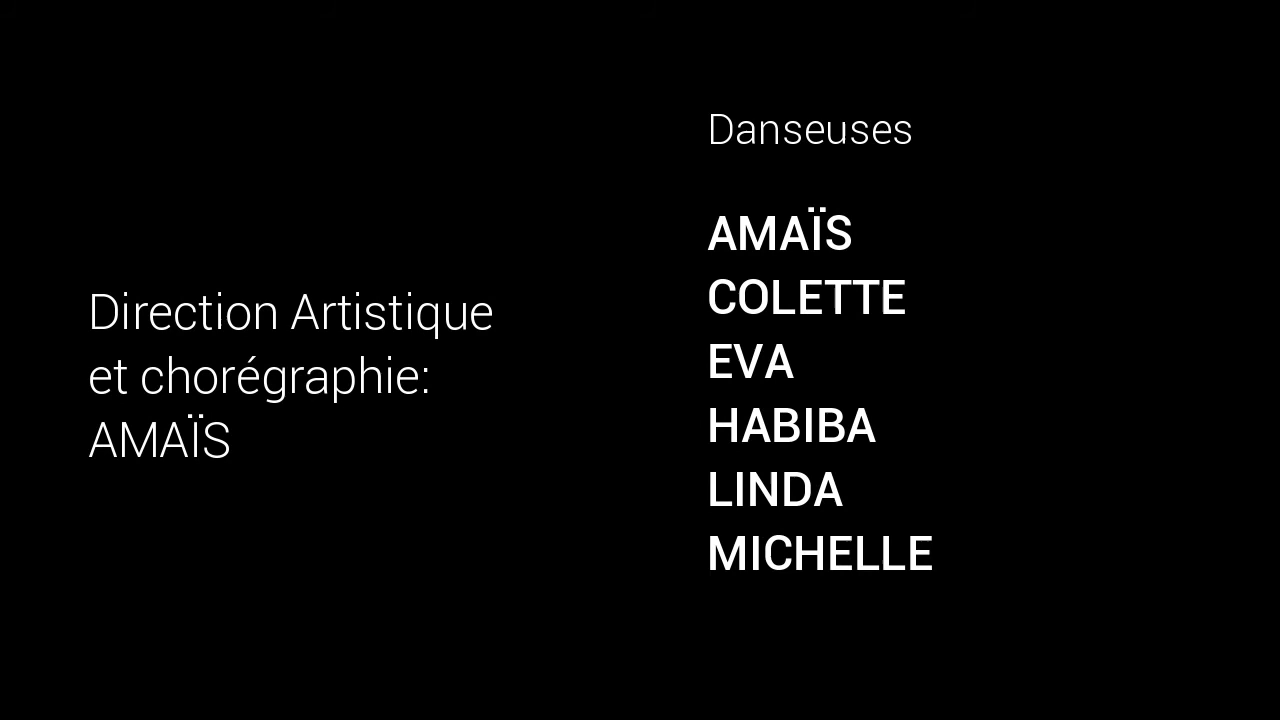 Direction Artistique
et chorégraphie:
AMAÏS
Danseuses
AMAÏS
COLETTE
EVA
HABIBA
LINDA
MICHELLE